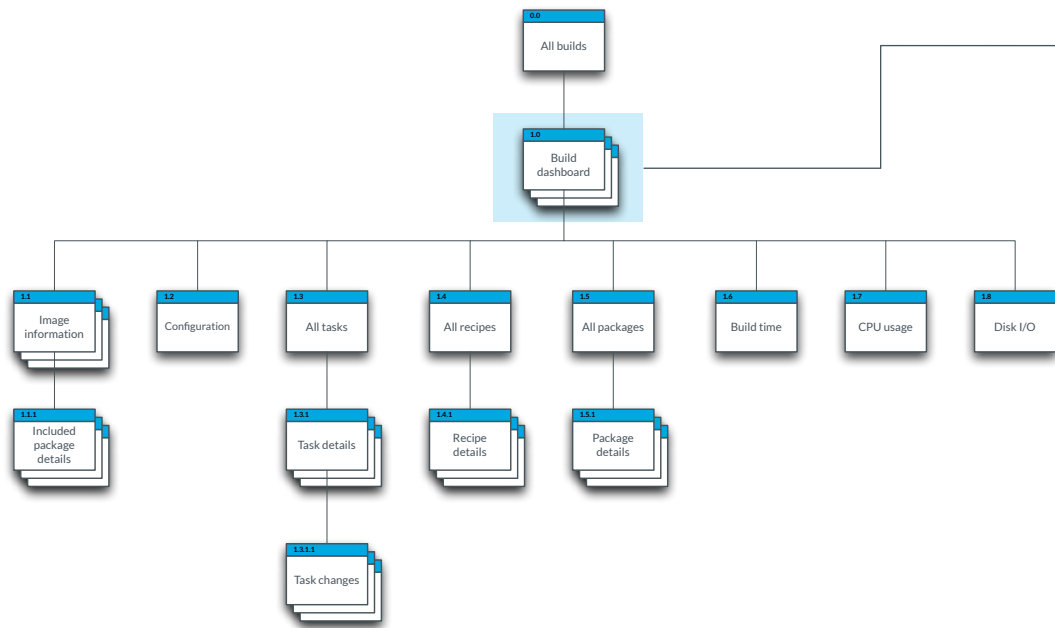 0.0
All builds
1.0
Build
dashboard
1.1
Image
information
1.2
Configuration
1.3
All tasks
1.4
All recipes
1.5
All packages
1.6
Build time
1.7
CPU usage
1.8
Disk I/O
1.1.1
Included
package
details
1.3.1
Task details
1.4.1
Recipe
details
1.5.1
Package
details
1.3.1.1
Task changes